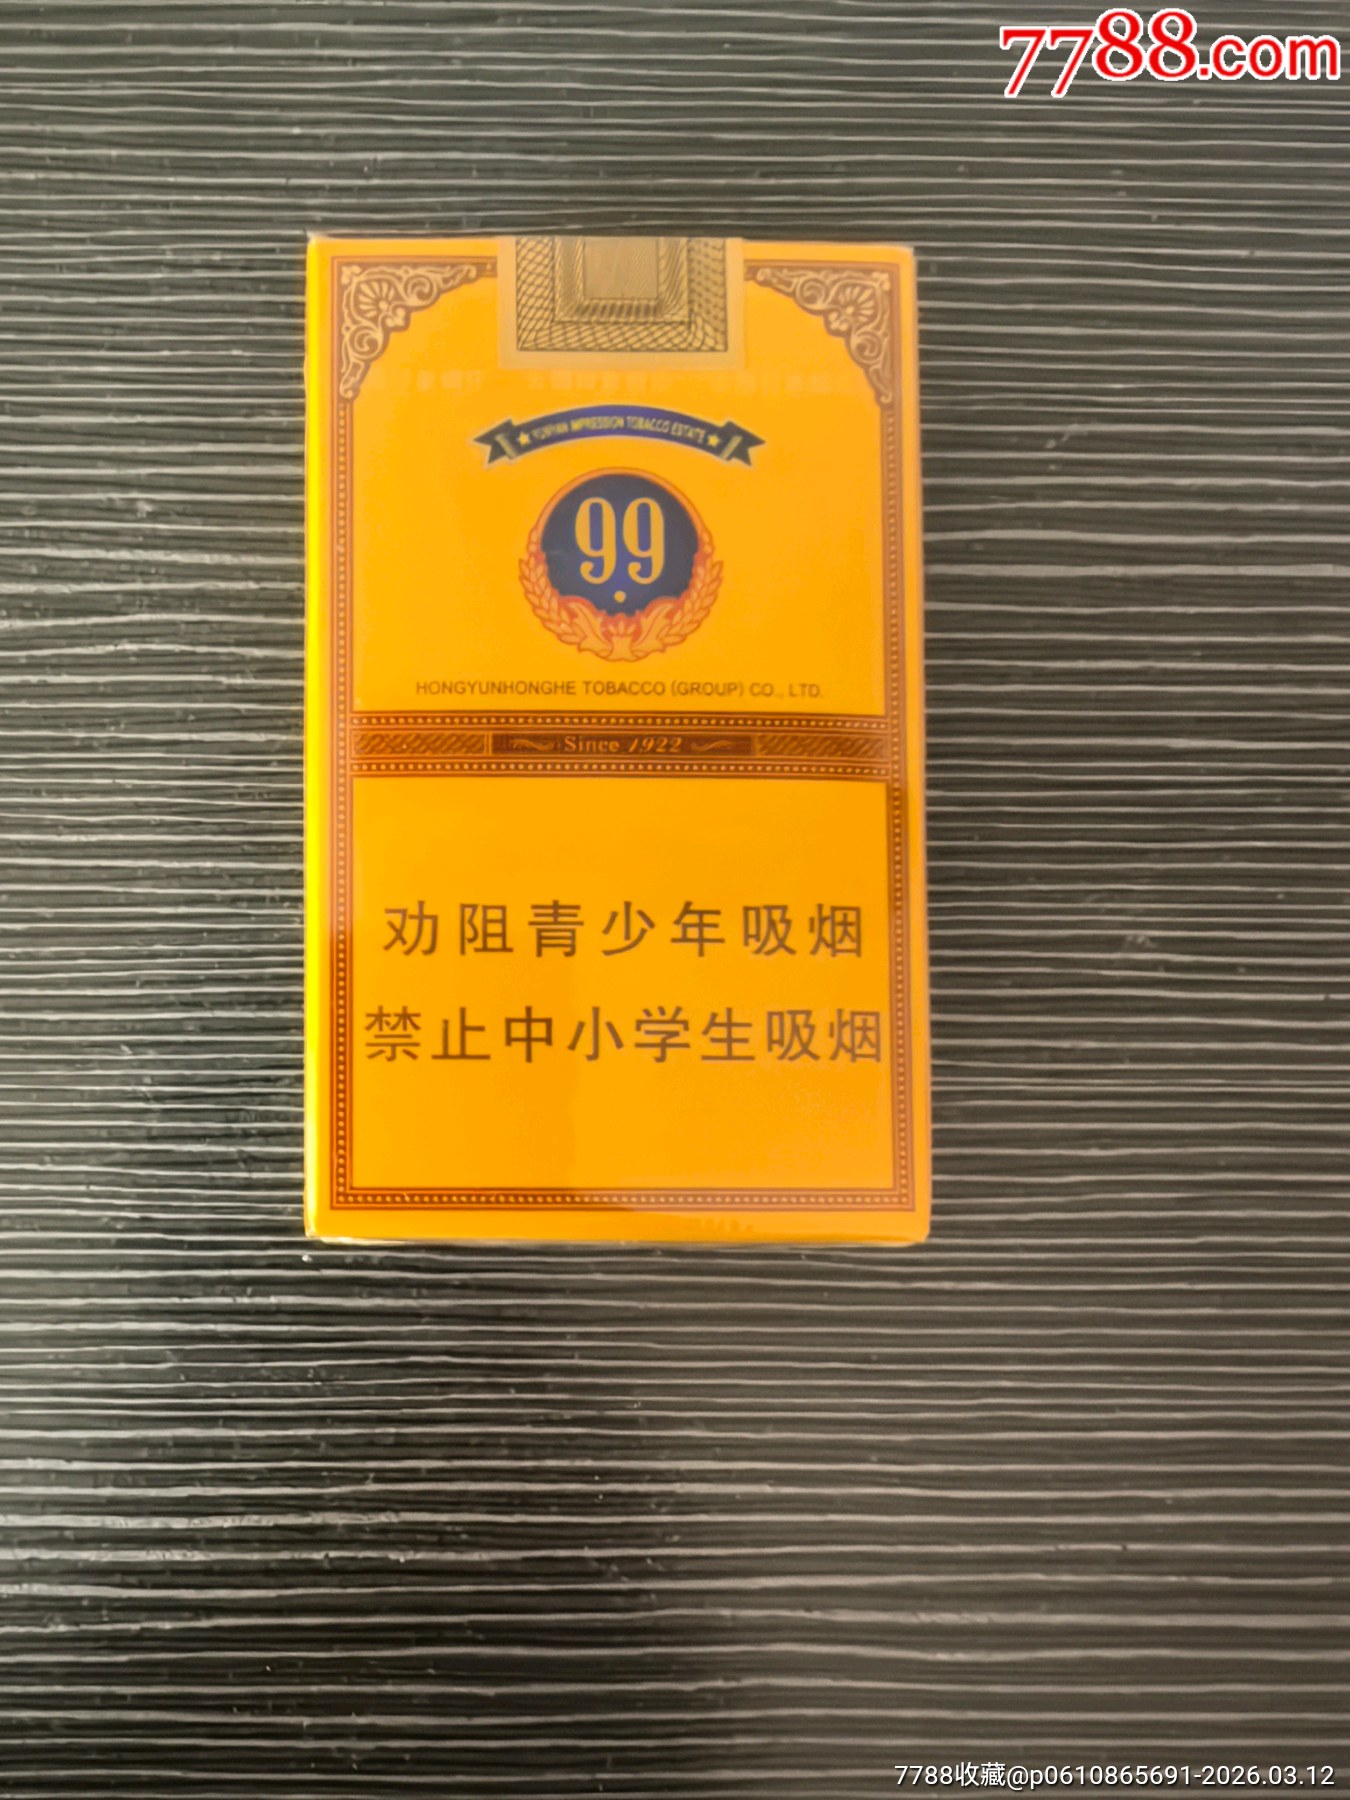 7788.com
YUNYAN IMPRESSION TOBACCO ESTATE
99
HONGYUNHONGHE TOBACCO (GROUP) CO., LTD.
Since 1922
劝阻青少年吸烟
禁止中小学生吸烟
7788收藏@p0610865691-2026.03.12